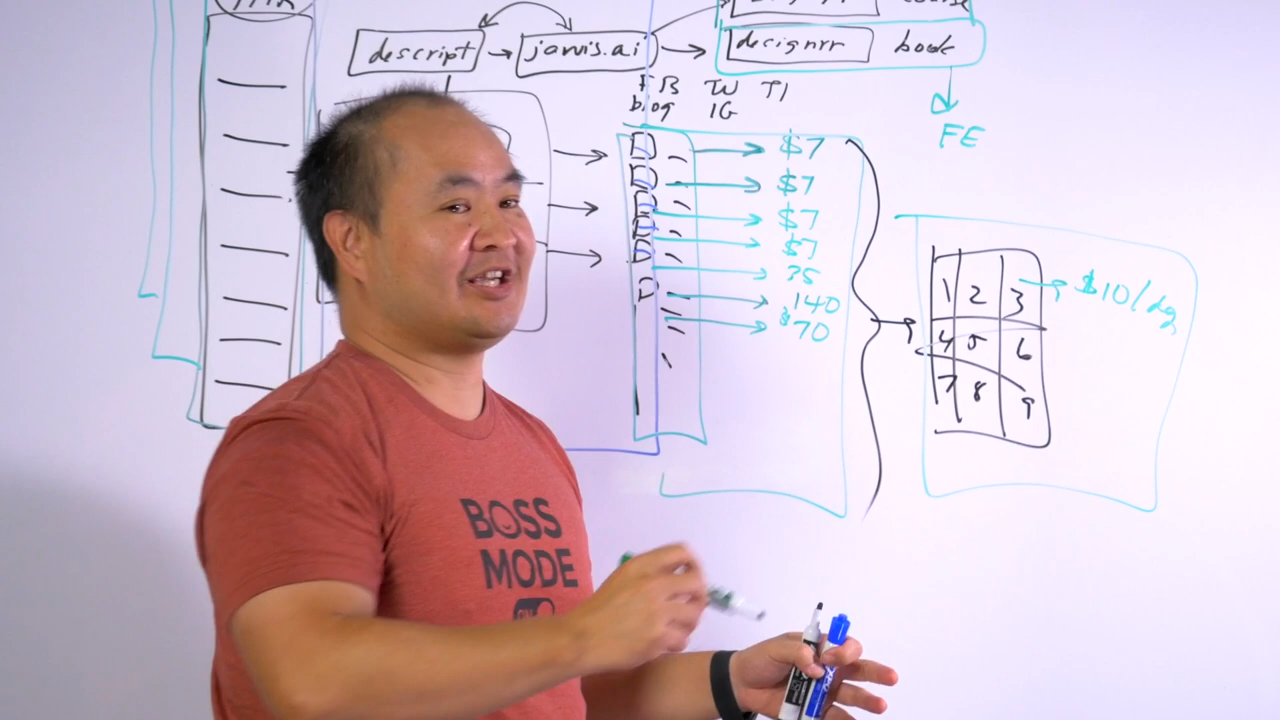 descript
jarvis.ai
designrr
book
FB TW
blog IG
FE
$7
$7
$7
$7
35
140
$70
1 2 3
$10/day
4 5 6
7 8 9
BOSS
MODE
ON